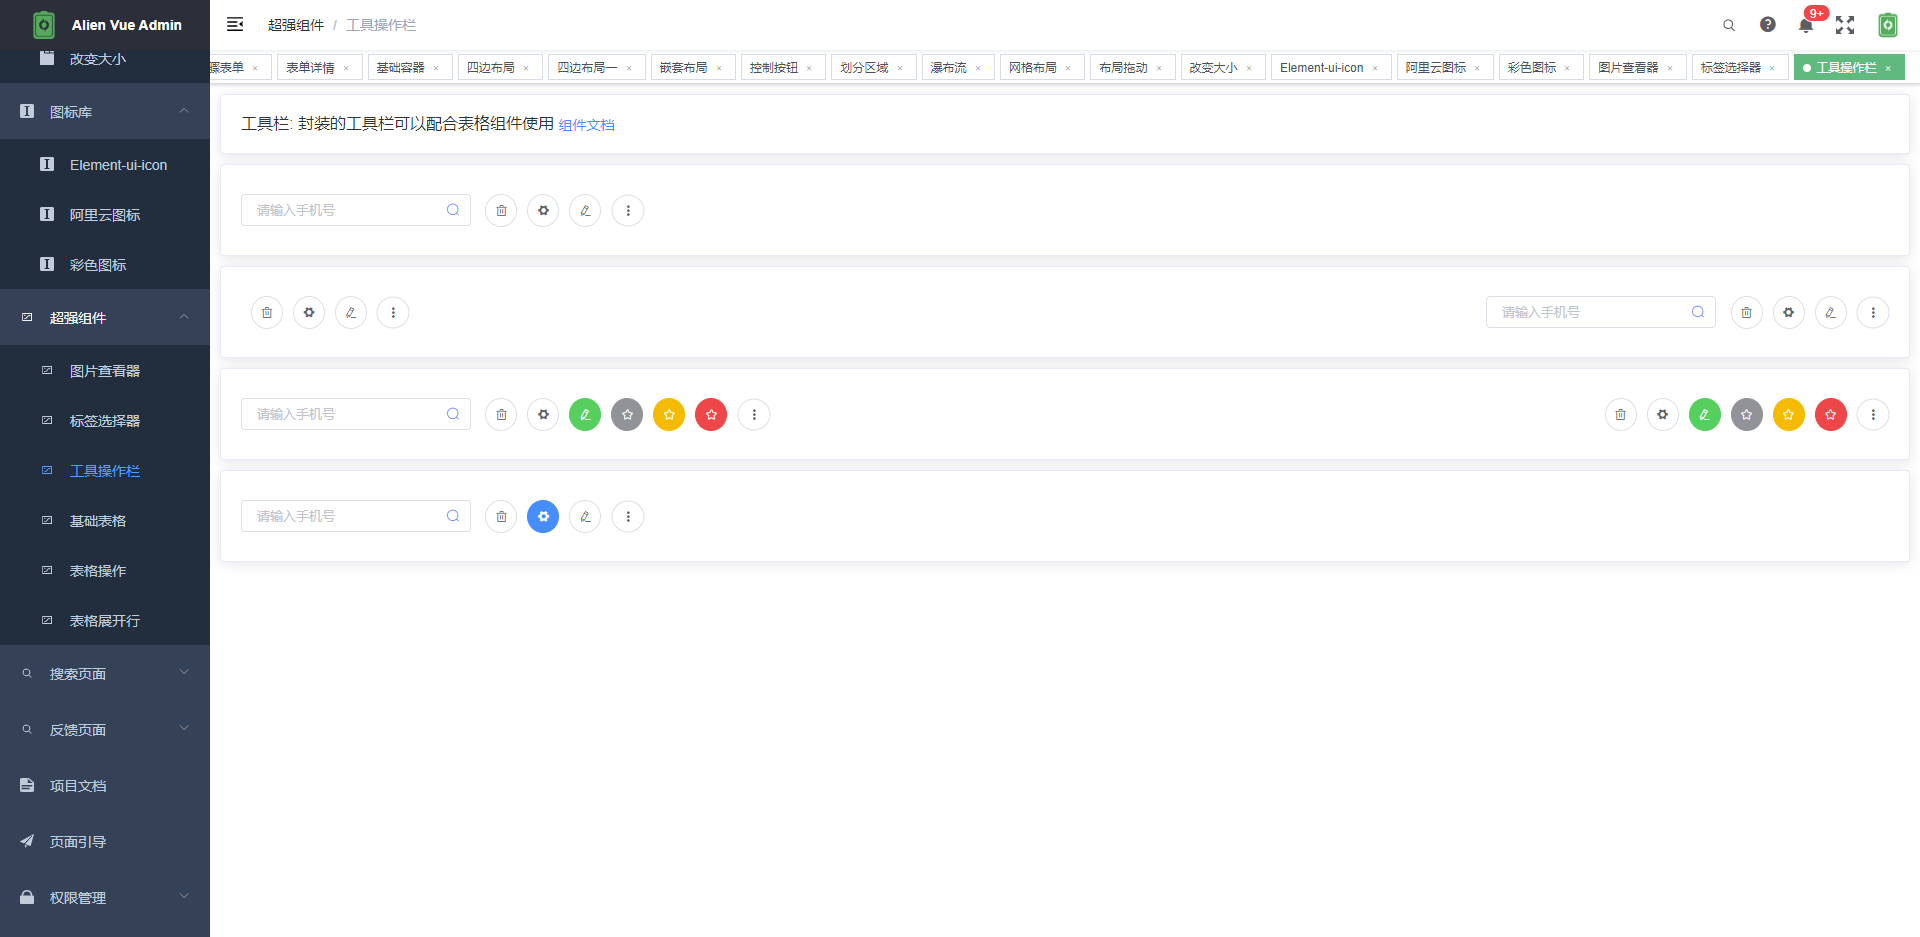 Alien Vue Admin
改变大小
图标库
Element-ui-icon
阿里云图标
彩色图标
超强组件
图片查看器
标签选择器
工具操作栏
基础表格
表格操作
表格展开行
搜索页面
反馈页面
项目文档
页面引导
权限管理
超强组件 / 工具操作栏
9+
骤表单 × 表单详情 × 基础容器 × 四边布局 × 四边布局一 × 嵌套布局 × 控制按钮 × 划分区域 × 瀑布流 × 网格布局 × 布局拖动 × 改变大小 × Element-ui-icon × 阿里云图标 × 彩色图标 × 图片查看器 × 标签选择器 × 工具操作栏 ×
工具栏: 封装的工具栏可以配合表格组件使用 组件文档
请输入手机号
请输入手机号
请输入手机号
请输入手机号